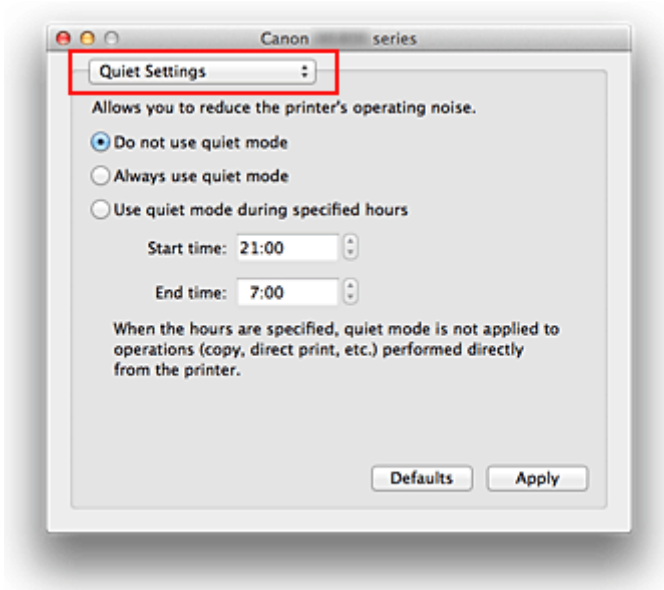 Canon series
Quiet Settings
Allows you to reduce the printer's operating noise.
Do not use quiet mode
Always use quiet mode
Use quiet mode during specified hours
Start time: 21:00
End time: 7:00
When the hours are specified, quiet mode is not applied to
operations (copy, direct print, etc.) performed directly
from the printer.
Defaults Apply